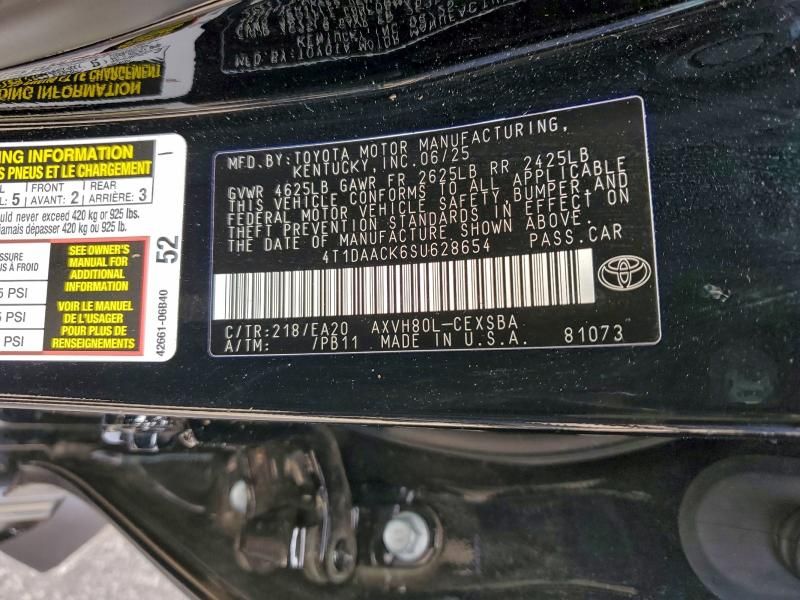 MFD. BY: TOYOTA MOTOR MANUFACTURING,
KENTUCKY, INC. 06/25
GVWR 4625LB GAWR FR 2625LB RR 2425LB
THIS VEHICLE CONFORMS TO ALL APPLICABLE
FEDERAL MOTOR VEHICLE SAFETY, BUMPER, AND
THEFT PREVENTION STANDARDS IN EFFECT ON
THE DATE OF MANUFACTURE SHOWN ABOVE.
4T1DAACK6SU628654 PASS. CAR
C/TR: 218/EA20 AXVH80L-CEXSBA
A/TM: /PB11 MADE IN U.S.A. 81073
ING INFORMATION
PNEUS ET LE CHARGEMENT
5 FRONT 2 REAR 3
AVANT: ARRIÈRE:
never exceed 420 kg or 925 lbs.
jamais dépasser 420 kg ou 925 lb.
À FROID
PSI
PSI
PSI
SEE OWNER'S
MANUAL FOR
ADDITIONAL
INFORMATION
VOIR LE MANUEL
DE L'USAGER
POUR PLUS DE
RENSEIGNEMENTS
52
42661-06B40